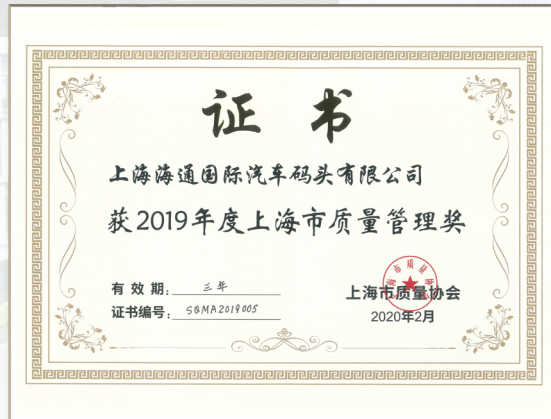 证书
上海海通国际汽车码头有限公司
获2019年度上海市质量管理奖
有效期：三年
证书编号：SQMA2019005
上海市质量协会
2020年2月